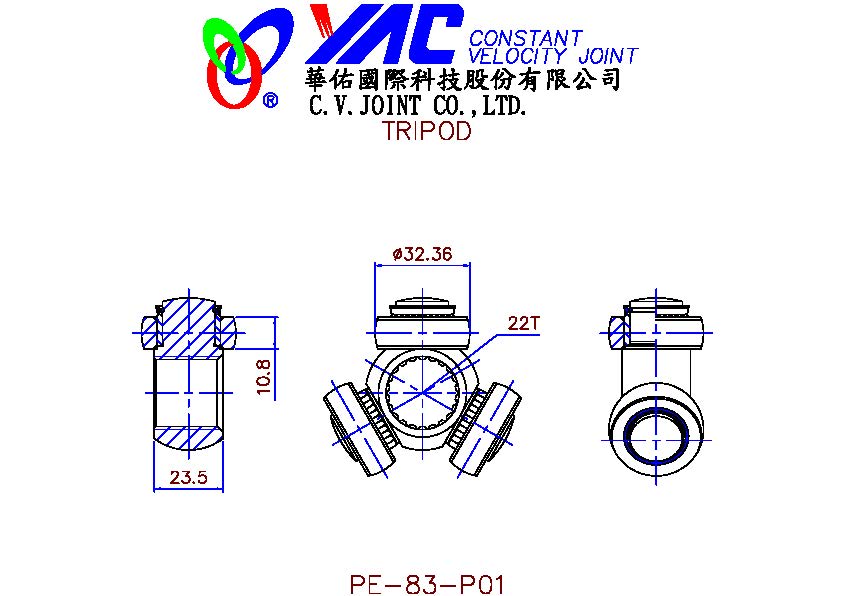 YAC CONSTANT
VELOCITY JOINT
®
華佑國際科技股份有限公司
C.V.JOINT CO.,LTD.
TRIPOD
ø32.36
22T
10.8
23.5
PE-83-P01